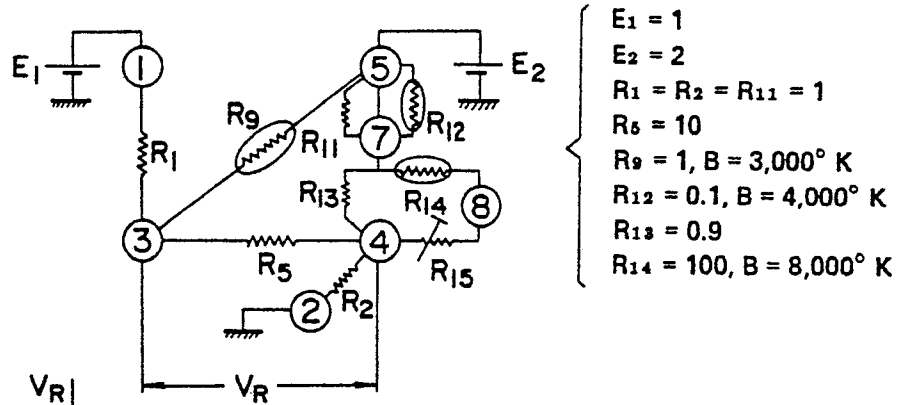 E1
1
R1
3
R9
R11
5
7
R12
E2
R13
R14
8
R5
4
R15
R2
2
VR
VR
E1 = 1
E2 = 2
R1 = R2 = R11 = 1
R5 = 10
R9 = 1, B = 3,000° K
R12 = 0.1, B = 4,000° K
R13 = 0.9
R14 = 100, B = 8,000° K